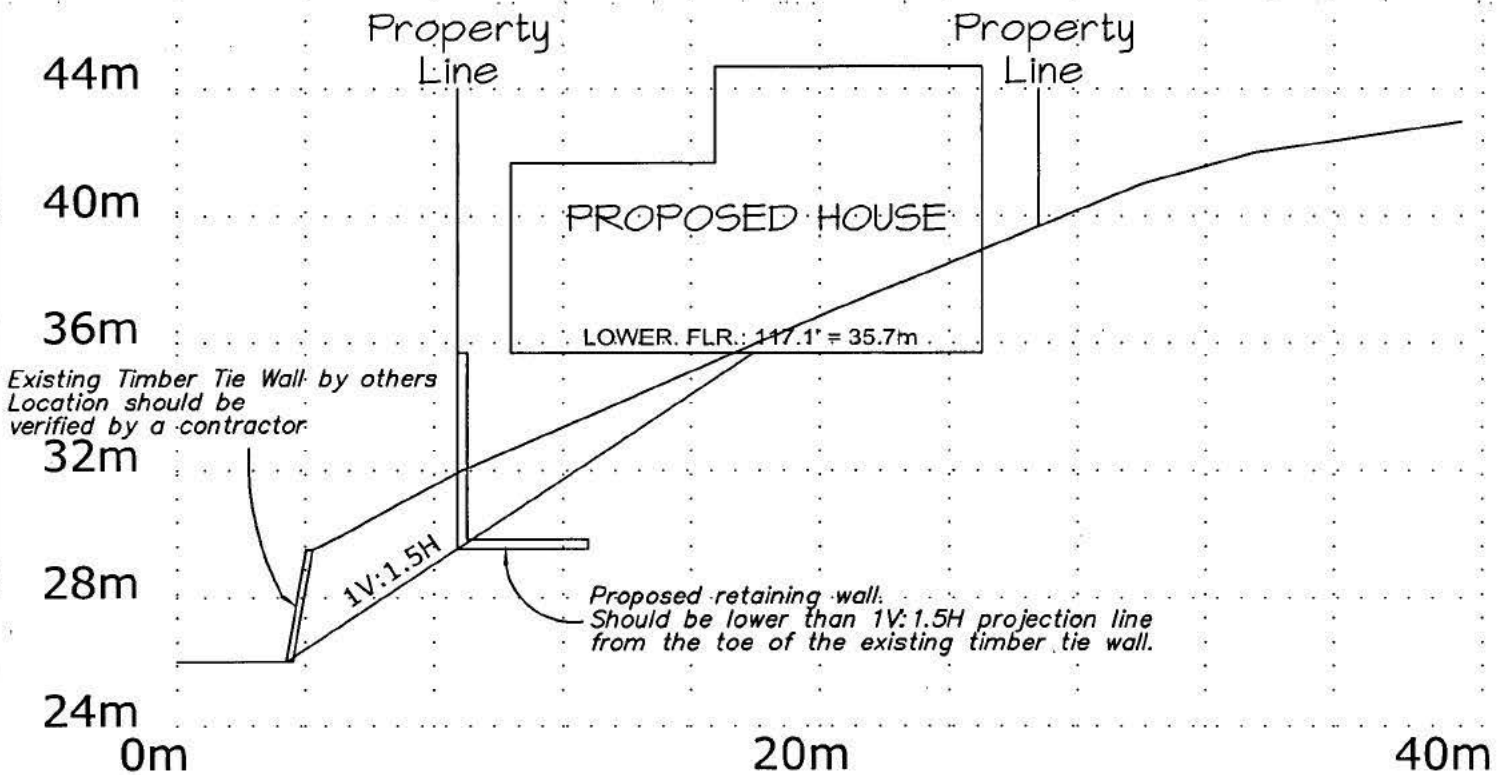 Property
Line
Property
Line
44m
40m
PROPOSED HOUSE
36m
LOWER. FLR.: 117.1' = 35.7m
Existing Timber Tie Wall by others
Location should be
verified by a contractor
32m
1V:1.5H
28m
Proposed retaining wall.
Should be lower than 1V:1.5H projection line
from the toe of the existing timber tie wall.
24m
0m
20m
40m